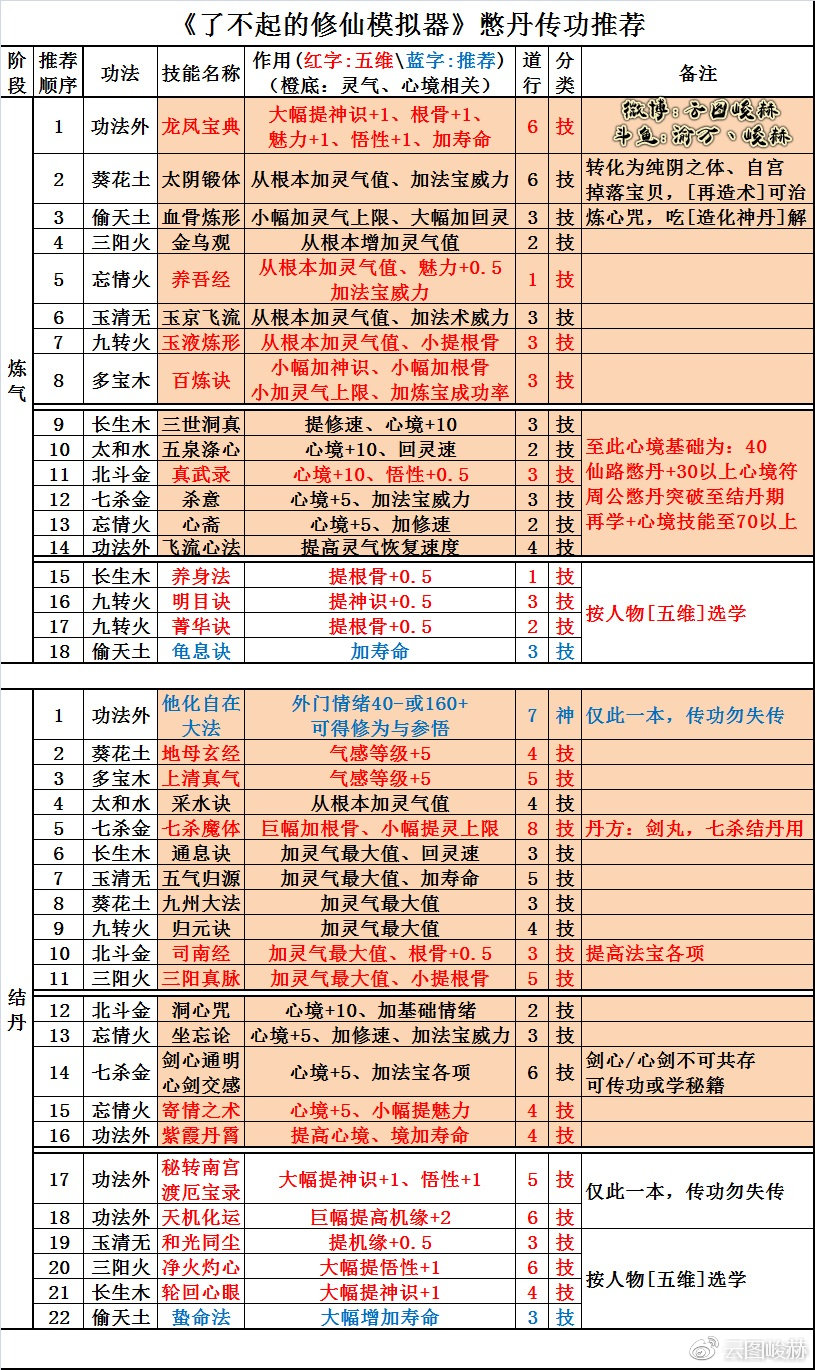 《了不起的修仙模拟器》憋丹传功推荐
阶段 推荐顺序 功法 技能名称 作用(红字:五维\蓝字:推荐)(橙底：灵气、心境相关) 道行 分类 备注
炼气
1 功法外 龙凤宝典 大幅提神识+1、根骨+1、魅力+1、悟性+1、加寿命 6 技
微博:子曰峻赫
斗鱼:渝万丶峻赫
2 葵花土 太阴锻体 从根本加灵气值、加法宝威力 6 技 转化为纯阴之体、自宫掉落宝贝，[再造术]可治
3 偷天土 血骨炼形 小幅加灵气上限、大幅加回灵 3 技 炼心咒，吃[造化神丹]解
4 三阳火 金乌观 从根本增加灵气值 2 技
5 忘情火 养吾经 从根本加灵气值、魅力+0.5 加法宝威力 1 技
6 玉清无 玉京飞流 从根本加灵气值、加法术威力 3 技
7 九转火 玉液炼形 从根本加灵气值、小提根骨 3 技
8 多宝木 百炼诀 小幅加神识、小幅加根骨 小加灵气上限、加炼宝成功率 3 技
9 长生木 三世洞真 提修速、心境+10 3 技
10 太和水 五泉涤心 心境+10、回灵速 2 技
11 北斗金 真武录 心境+10、悟性+0.5 3 技
12 七杀金 杀意 心境+5、加法宝威力 3 技
13 忘情火 心斋 心境+5、加修速 2 技
14 功法外 飞流心法 提高灵气恢复速度 4 技
至此心境基础为：40
仙路憋丹+30以上心境符
周公憋丹突破至结丹期
再学+心境技能至70以上
15 长生木 养身法 提根骨+0.5 1 技
16 九转火 明目诀 提神识+0.5 3 技
17 九转火 菁华诀 提根骨+0.5 2 技
18 偷天土 龟息诀 加寿命 3 技
按人物[五维]选学
结丹
1 功法外 他化自在大法 外门情绪40-或160+ 可得修为与参悟 7 神 仅此一本，传功勿失传
2 葵花土 地母玄经 气感等级+5 4 技
3 多宝木 上清真气 气感等级+5 5 技
4 太和水 采水诀 从根本加灵气值 4 技
5 七杀金 七杀魔体 巨幅加根骨、小幅提灵上限 8 技 丹方：剑丸，七杀结丹用
6 长生木 通息诀 加灵气最大值、回灵速 3 技
7 玉清无 五气归源 加灵气最大值、加寿命 5 技
8 葵花土 九州大法 加灵气最大值 3 技
9 九转火 归元诀 加灵气最大值 4 技
10 北斗金 司南经 加灵气最大值、根骨+0.5 3 技 提高法宝各项
11 三阳火 三阳真脉 加灵气最大值、小提根骨 5 技
12 北斗金 洞心咒 心境+10、加基础情绪 2 技
13 忘情火 坐忘论 心境+5、加修速、加法宝威力 3 技
14 七杀金 剑心通明 心剑交感 心境+5、加法宝各项 6 技 剑心/心剑不可共存 可传功或学秘籍
15 忘情火 寄情之术 心境+5、小幅提魅力 4 技
16 功法外 紫霞丹霄 提高心境、境加寿命 4 技
17 功法外 秘转南宫渡厄宝录 大幅提神识+1、悟性+1 5 技
18 功法外 天机化运 巨幅提高机缘+2 6 技
仅此一本，传功勿失传
19 玉清无 和光同尘 提机缘+0.5 3 技
20 三阳火 净火灼心 大幅提悟性+1 6 技
21 长生木 轮回心眼 大幅提神识+1 4 技
22 偷天土 蛰命法 大幅增加寿命 3 技
按人物[五维]选学
云图峻赫